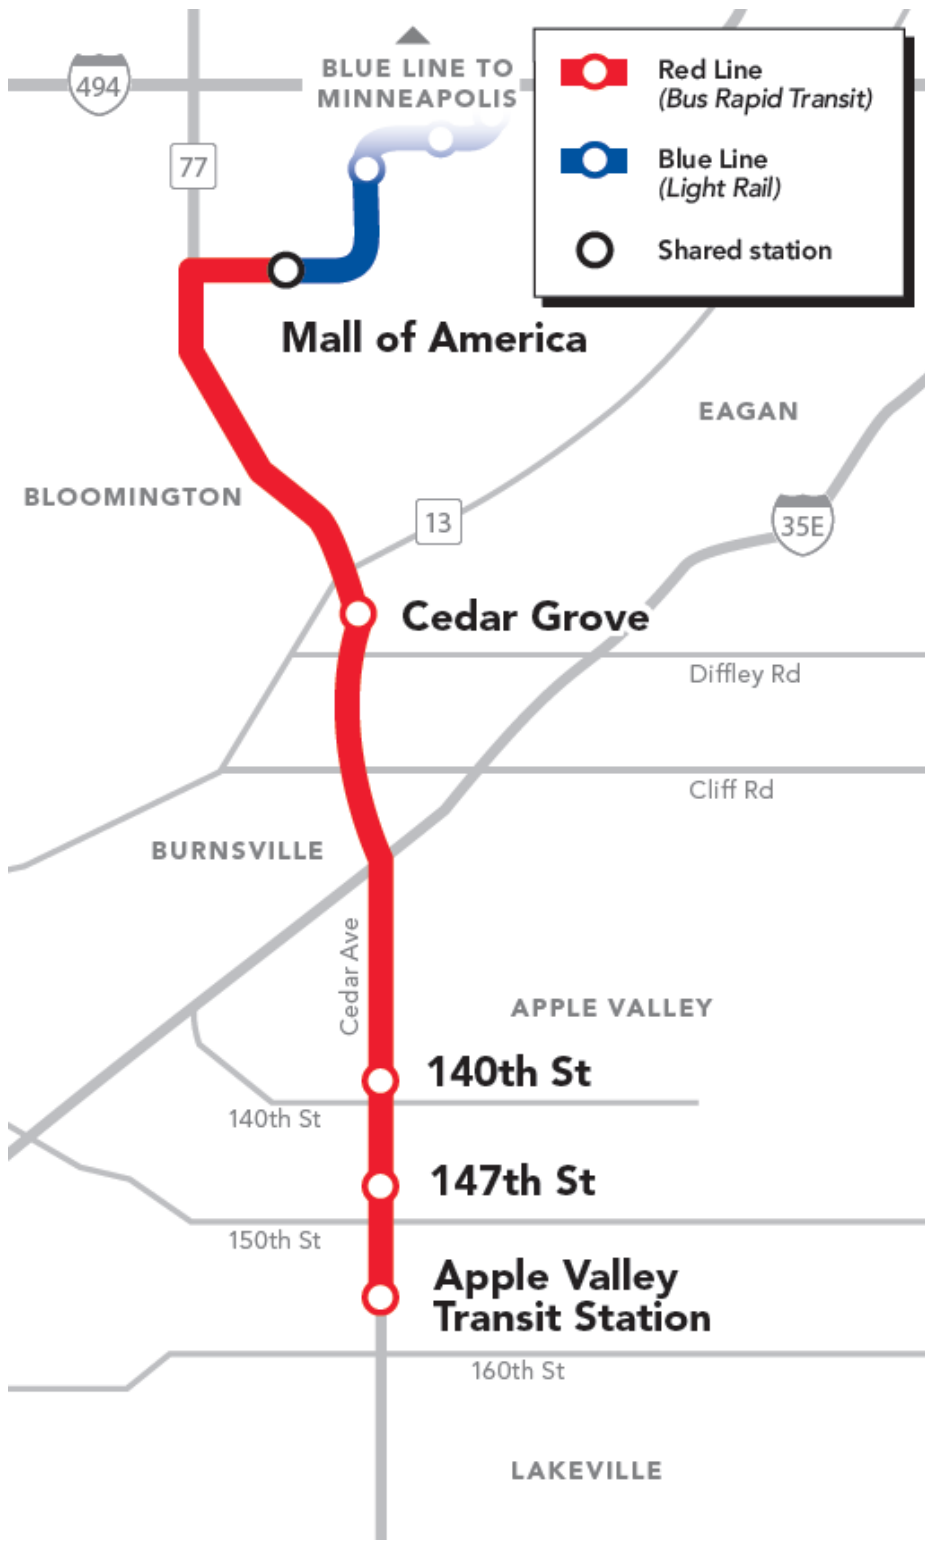 494
BLUE LINE TO
MINNEAPOLIS
Red Line
(Bus Rapid Transit)
77
Blue Line
(Light Rail)
Shared station
Mall of America
EAGAN
BLOOMINGTON
13
35E
Cedar Grove
Diffley Rd
Cliff Rd
BURNSVILLE
Cedar Ave
APPLE VALLEY
140th St
140th St
147th St
150th St
Apple Valley
Transit Station
160th St
LAKEVILLE